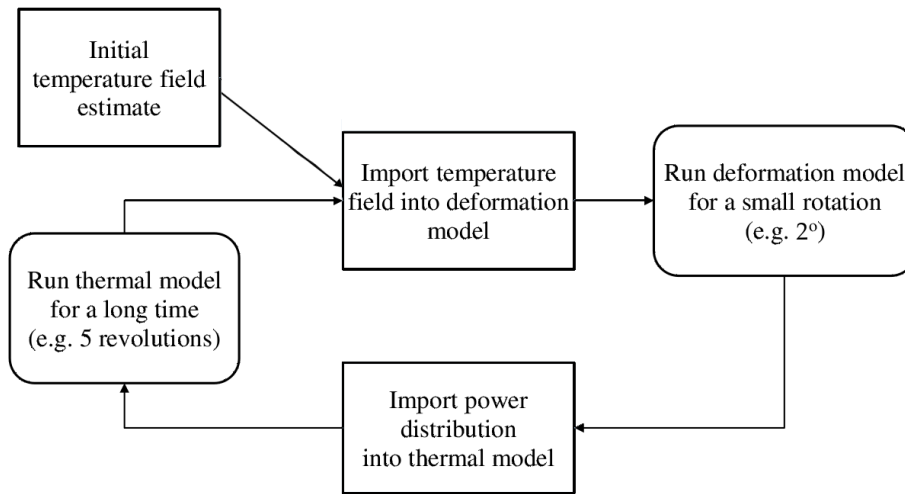 Initial
temperature field
estimate
Import temperature
field into deformation
model
Run deformation model
for a small rotation
(e.g. 2º)
Run thermal model
for a long time
(e.g. 5 revolutions)
Import power
distribution
into thermal model